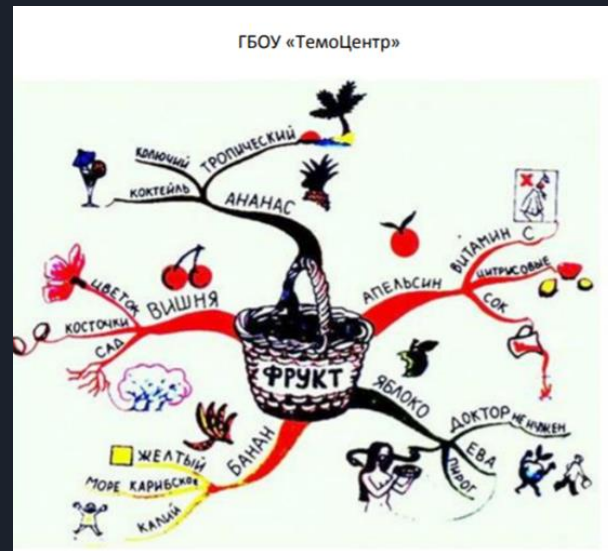 ГБОУ «ТемоЦентр»
КОЛЮЧИЙ
ТРОПИЧЕСКИЙ
КОКТЕЙЛЬ
АНАНАС
ВИТАМИН С
ЦИТРУСОВЫЕ
СОК
АПЕЛЬСИН
ЦВЕТОК
ВИШНЯ
КОСТОЧКИ
САД
ФРУКТ
ЯБЛОКО
ДОКТОР НЕ НУЖЕН
ЕВА
ПИРОГ
БАНАН
ЖЕЛТЫЙ
МОРЕ КАРИБСКОЕ
КАЛИЙ